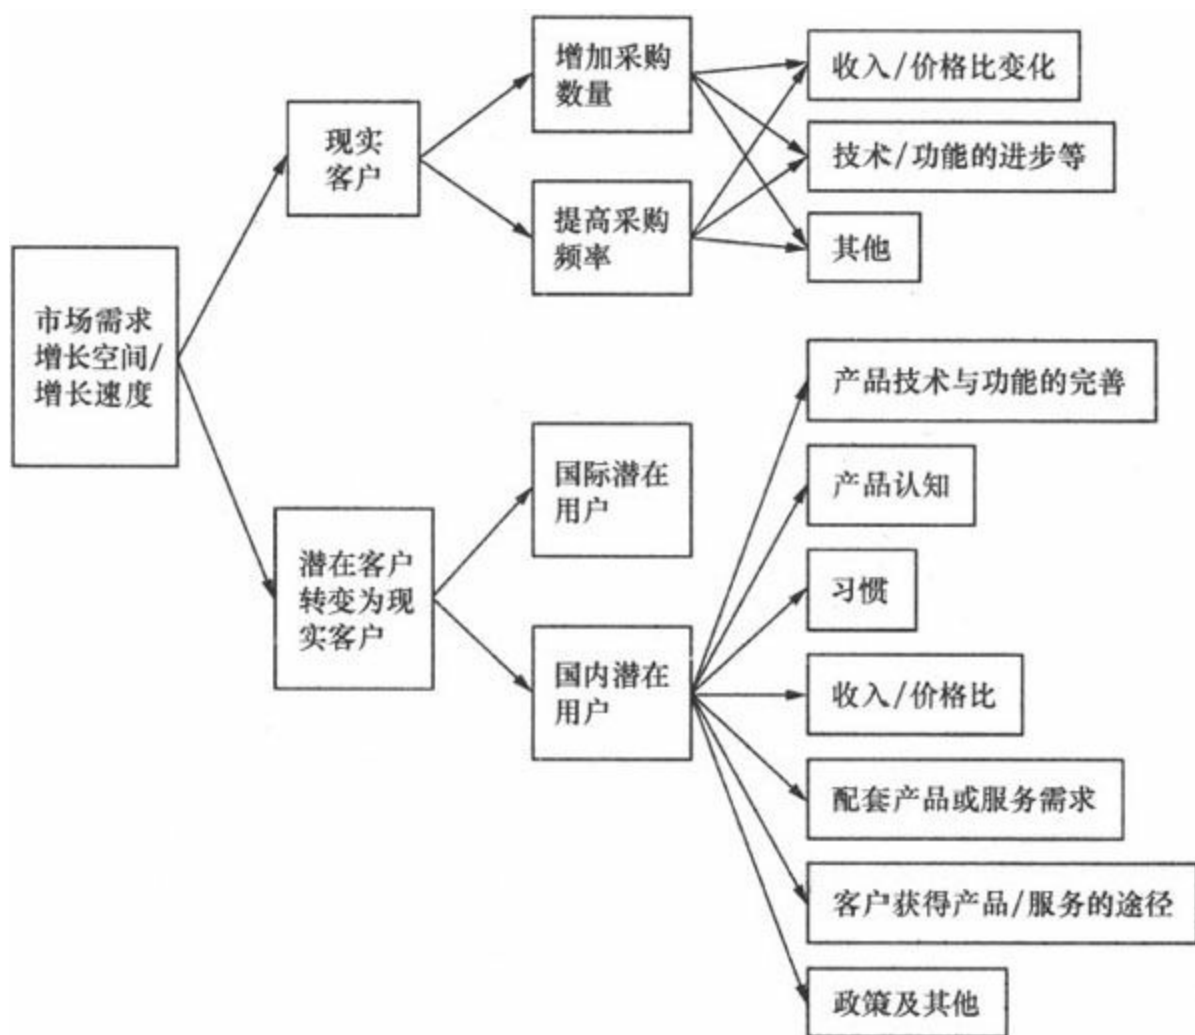 市场需求
增长空间/
增长速度
现实
客户
潜在客户
转变为现
实客户
增加采购
数量
提高采购
频率
国际潜在
用户
国内潜在
用户
收入/价格比变化
技术/功能的进步等
其他
产品技术与功能的完善
产品认知
习惯
收入/价格比
配套产品或服务需求
客户获得产品/服务的途径
政策及其他